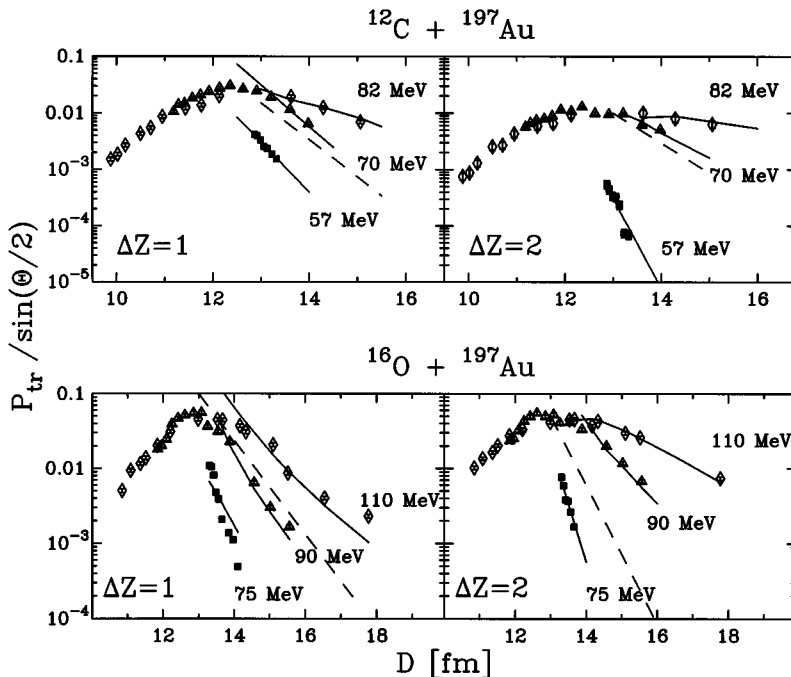 ¹²C + ¹⁹⁷Au
P_tr /sin(Θ/2)
0.1
0.01
10⁻³
10⁻⁴
10⁻⁵
82 MeV
70 MeV
57 MeV
ΔZ=1
10 12 14 16
82 MeV
70 MeV
57 MeV
ΔZ=2
10 12 14 16
¹⁶O + ¹⁹⁷Au
0.1
0.01
10⁻³
10⁻⁴
110 MeV
90 MeV
75 MeV
ΔZ=1
12 14 16 18
110 MeV
90 MeV
75 MeV
ΔZ=2
12 14 16 18
D [fm]